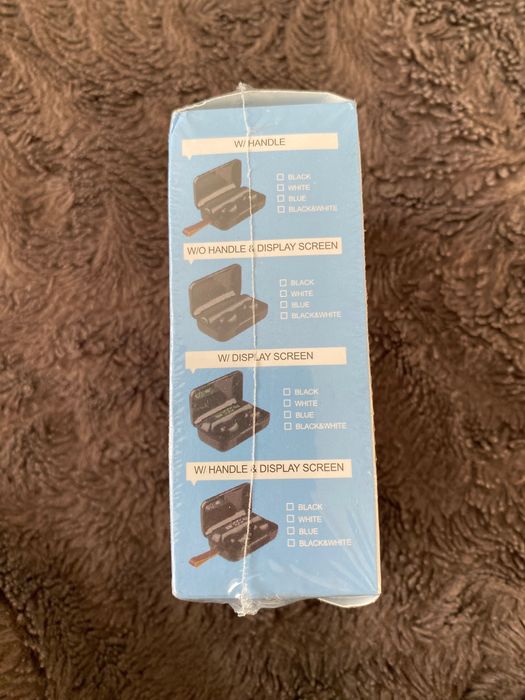 W/ HANDLE
BLACK
WHITE
BLUE
BLACK&WHITE
W/O HANDLE & DISPLAY SCREEN
BLACK
WHITE
BLUE
BLACK&WHITE
W/ DISPLAY SCREEN
BLACK
WHITE
BLUE
BLACK&WHITE
W/ HANDLE & DISPLAY SCREEN
BLACK
WHITE
BLUE
BLACK&WHITE